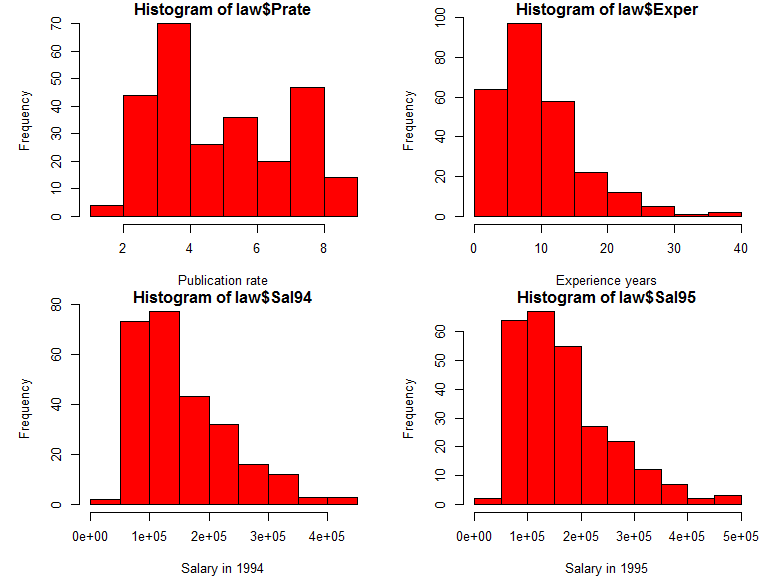 Histogram of law$Prate
Frequency
0 10 20 30 40 50 60 70
2 4 6 8
Publication rate
Histogram of law$Exper
Frequency
0 20 40 60 80 100
0 10 20 30 40
Experience years
Histogram of law$Sal94
Frequency
0 20 40 60 80
0e+00 1e+05 2e+05 3e+05 4e+05
Salary in 1994
Histogram of law$Sal95
Frequency
0 10 20 30 40 50 60
0e+00 1e+05 2e+05 3e+05 4e+05 5e+05
Salary in 1995